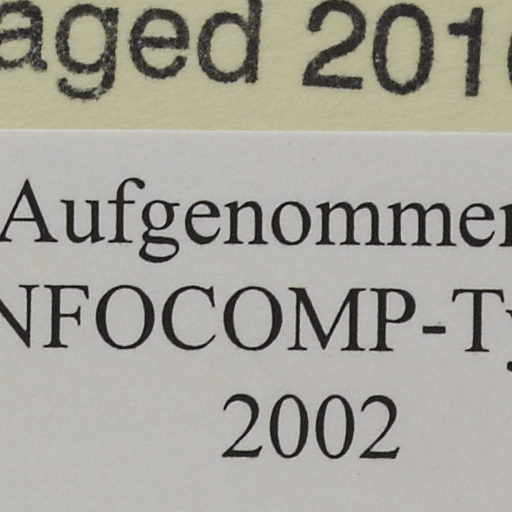 aged 201
Aufgenommen
NFOCOMP-Ty
2002